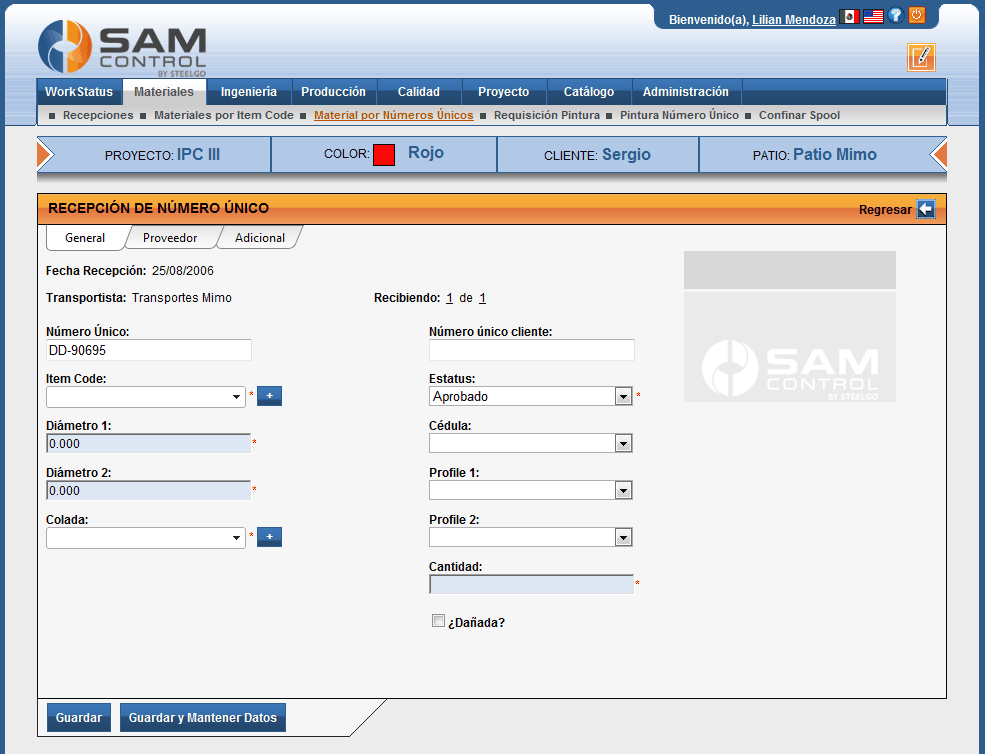 Bienvenido(a), Lilian Mendoza
SAM
CONTROL
BY STEELGO
WorkStatus Materiales Ingeniería Producción Calidad Proyecto Catálogo Administración
Recepciones Materiales por Item Code Material por Números Únicos Requisición Pintura Pintura Número Único Confinar Spool
PROYECTO: IPC III COLOR: Rojo CLIENTE: Sergio PATIO: Patio Mimo
RECEPCIÓN DE NÚMERO ÚNICO Regresar
General Proveedor Adicional
Fecha Recepción: 25/08/2006
Transportista: Transportes Mimo Recibiendo: 1 de 1
Número Único: Número único cliente:
DD-90695
Item Code: Estatus:
* + Aprobado *
Diámetro 1: Cédula:
0.000 *
Diámetro 2: Profile 1:
0.000 *
Colada: Profile 2:
* +
Cantidad:
*
¿Dañada?
SAM
CONTROL
BY STEELGO
Guardar Guardar y Mantener Datos